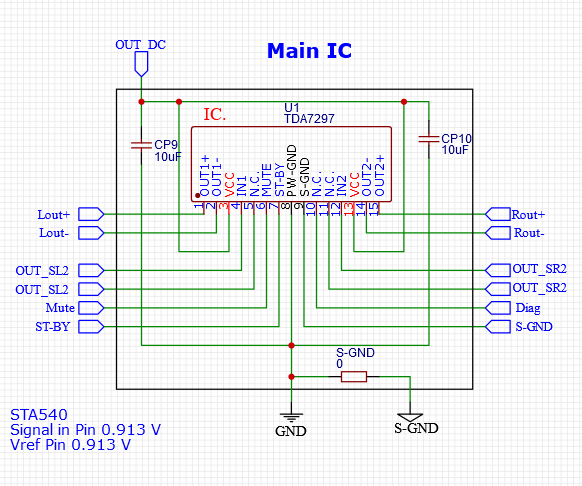 OUT_DC
Main IC
U1
TDA7297
IC.
CP9
10uF
CP10
10uF
OUT1+
OUT1-
VCC
IN1
N.C.
MUTE
ST-BY
PW-GND
S-GND
N.C.
N.C.
IN2
VCC
OUT2-
OUT2+
1 2 3 4 5 6 7 8 9 10 11 12 13 14 15
Lout+
Rout+
Lout-
Rout-
OUT_SL2
OUT_SR2
OUT_SL2
OUT_SR2
Mute
Diag
ST-BY
S-GND
S-GND
0
GND
S-GND
STA540
Signal in Pin 0.913 V
Vref Pin 0.913 V